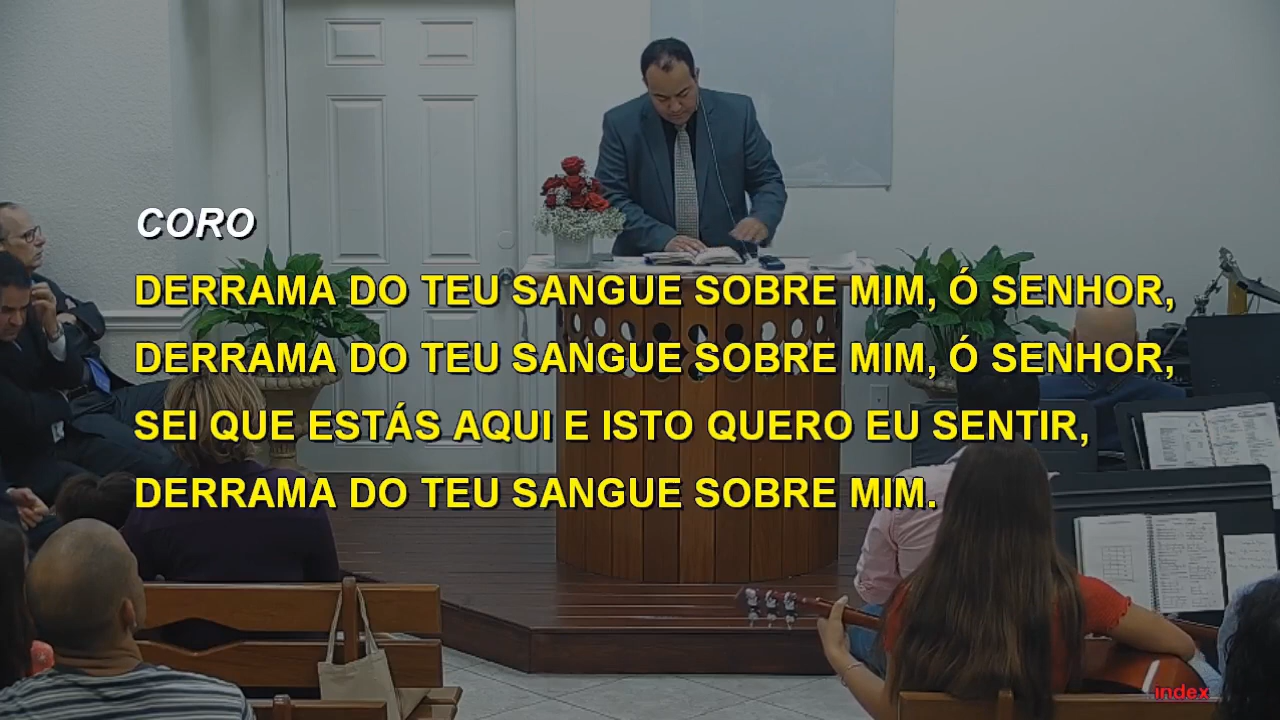 CORO
DERRAMA DO TEU SANGUE SOBRE MIM, Ó SENHOR,
DERRAMA DO TEU SANGUE SOBRE MIM, Ó SENHOR,
SEI QUE ESTÁS AQUI E ISTO QUERO EU SENTIR,
DERRAMA DO TEU SANGUE SOBRE MIM.
index